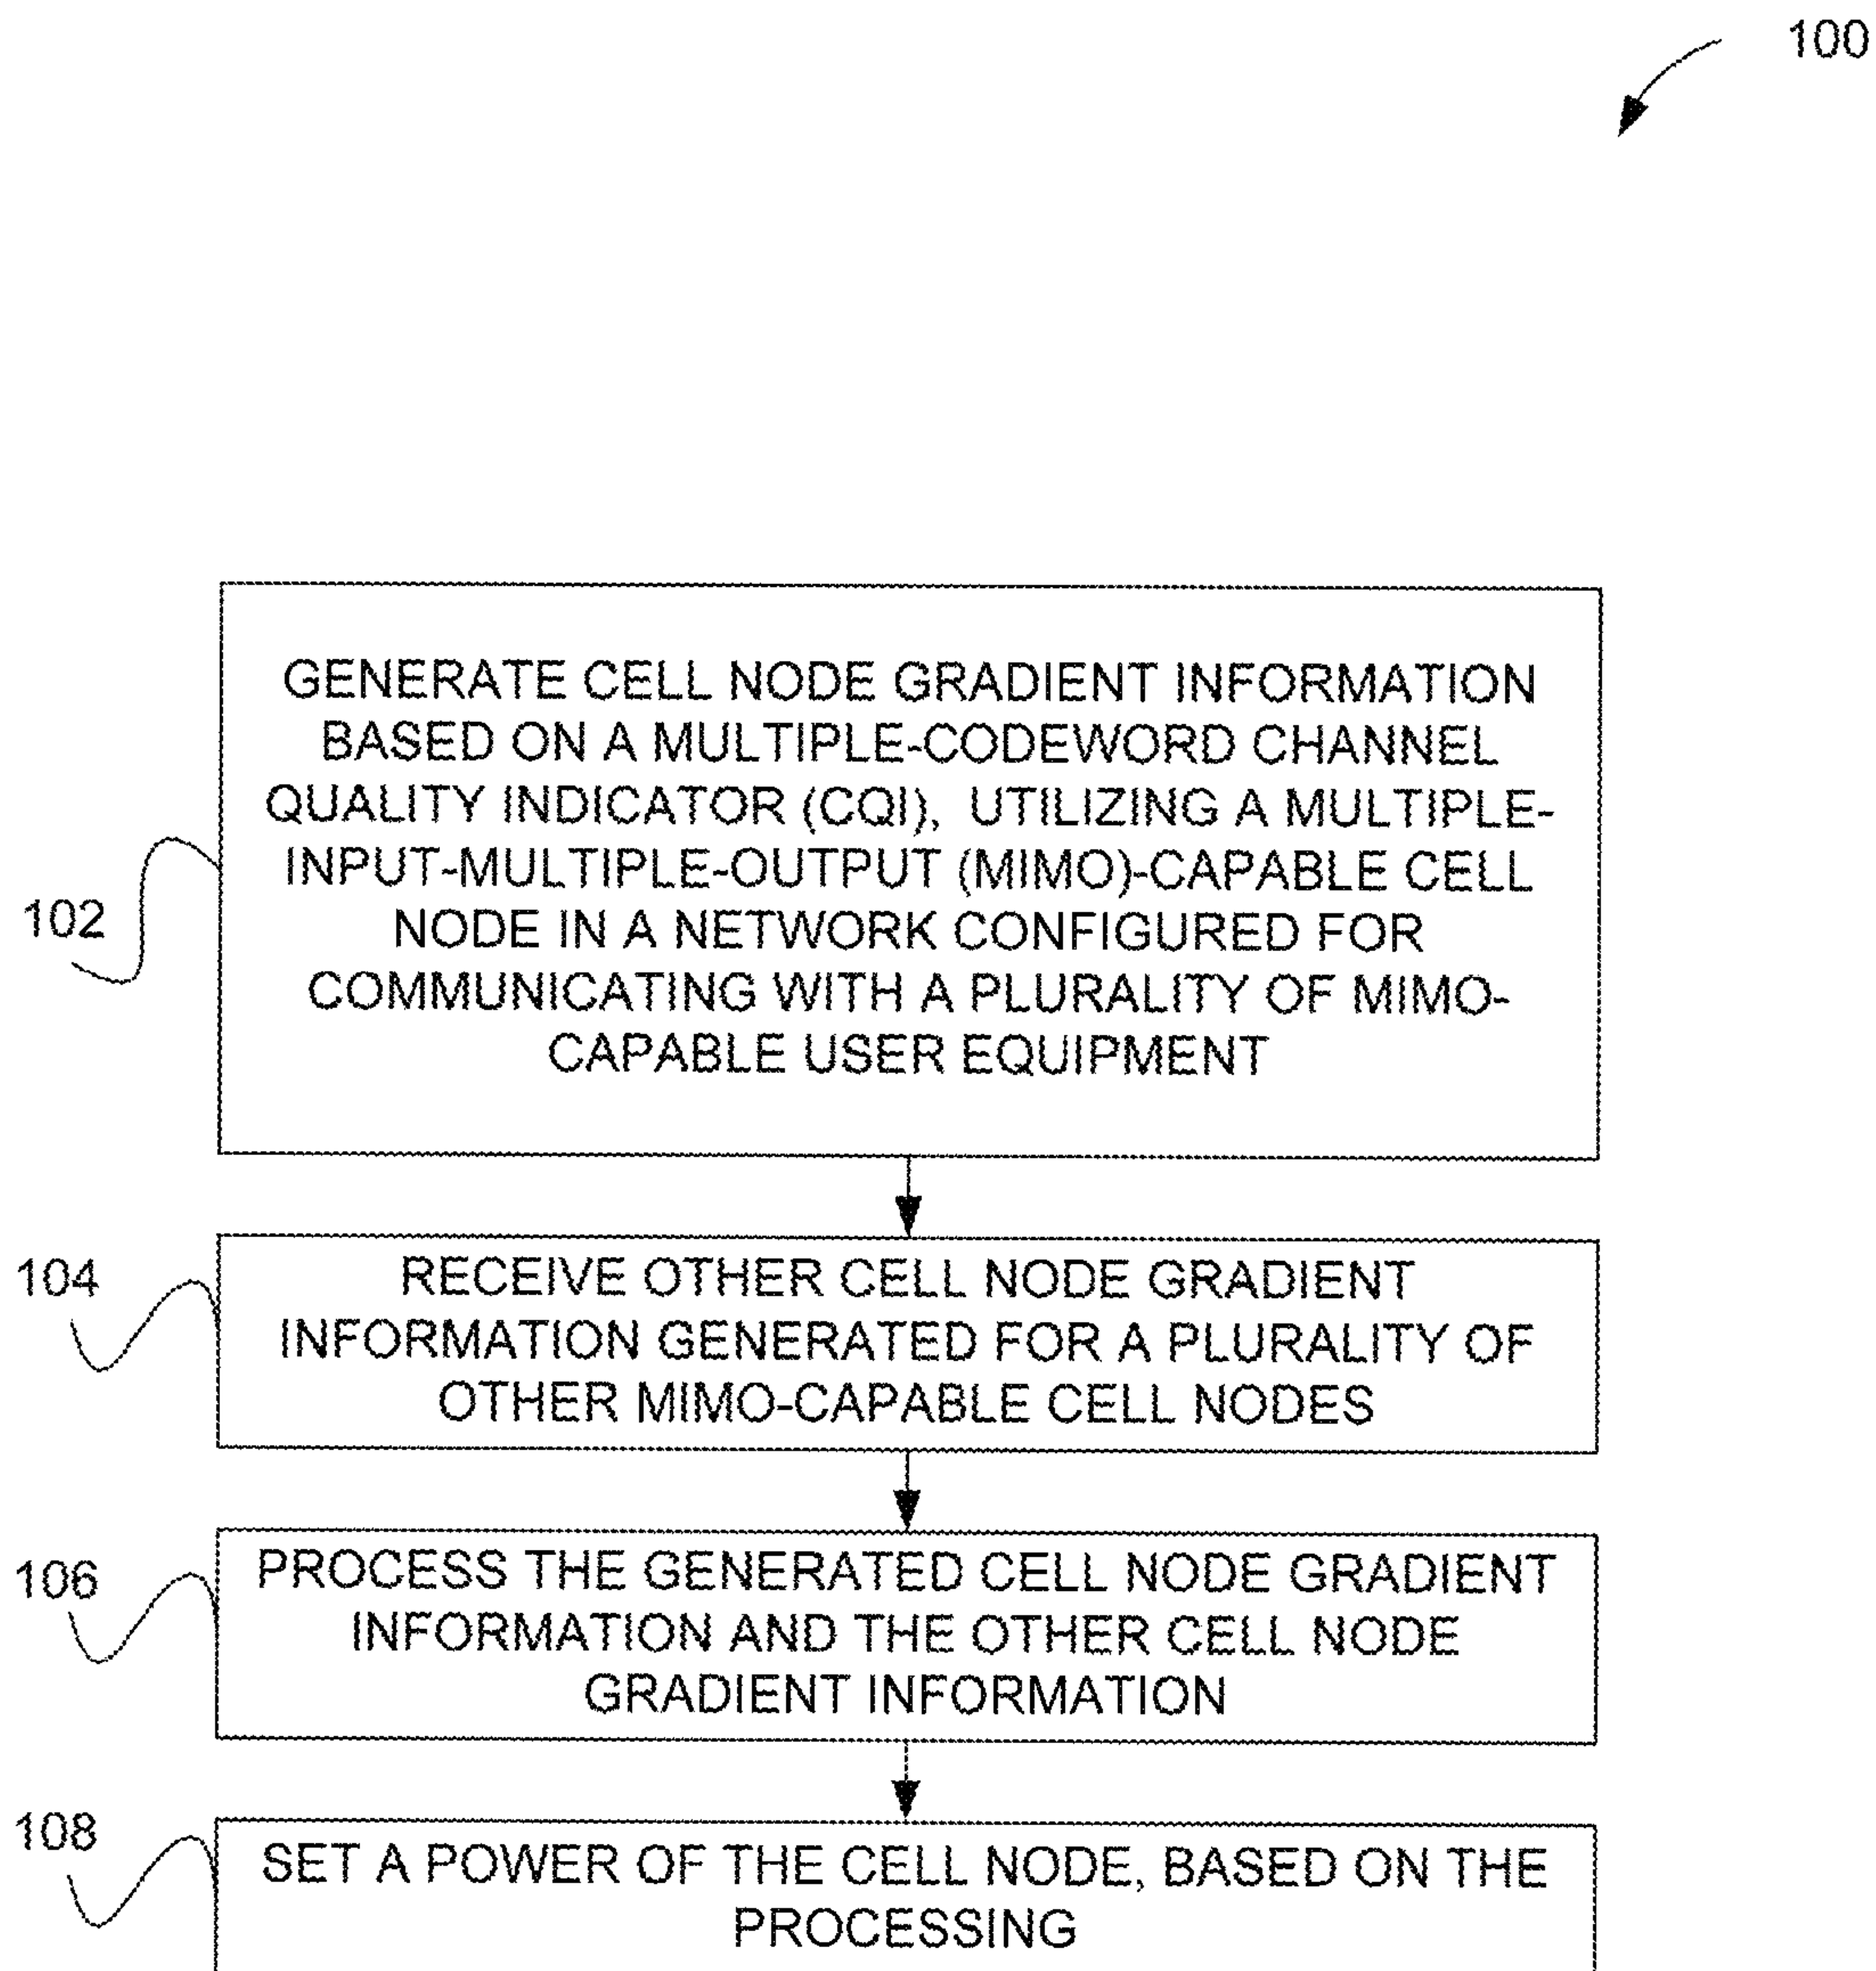 100
GENERATE CELL NODE GRADIENT INFORMATION
BASED ON A MULTIPLE-CODEWORD CHANNEL
QUALITY INDICATOR (CQI), UTILIZING A MULTIPLE-
INPUT-MULTIPLE-OUTPUT (MIMO)-CAPABLE CELL
NODE IN A NETWORK CONFIGURED FOR
COMMUNICATING WITH A PLURALITY OF MIMO-
CAPABLE USER EQUIPMENT
102
RECEIVE OTHER CELL NODE GRADIENT
INFORMATION GENERATED FOR A PLURALITY OF
OTHER MIMO-CAPABLE CELL NODES
104
PROCESS THE GENERATED CELL NODE GRADIENT
INFORMATION AND THE OTHER CELL NODE
GRADIENT INFORMATION
106
SET A POWER OF THE CELL NODE, BASED ON THE
PROCESSING
108